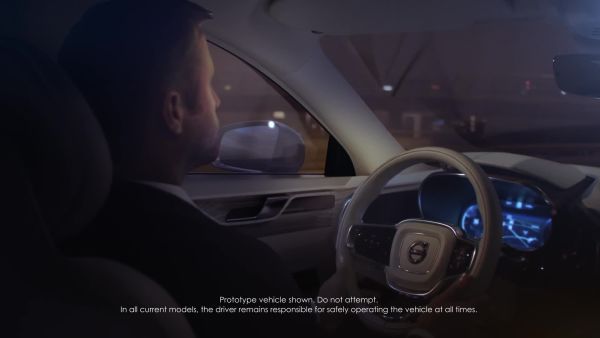 Prototype vehicle shown. Do not attempt.
In all current models, the driver remains responsible for safely operating the vehicle at all times.